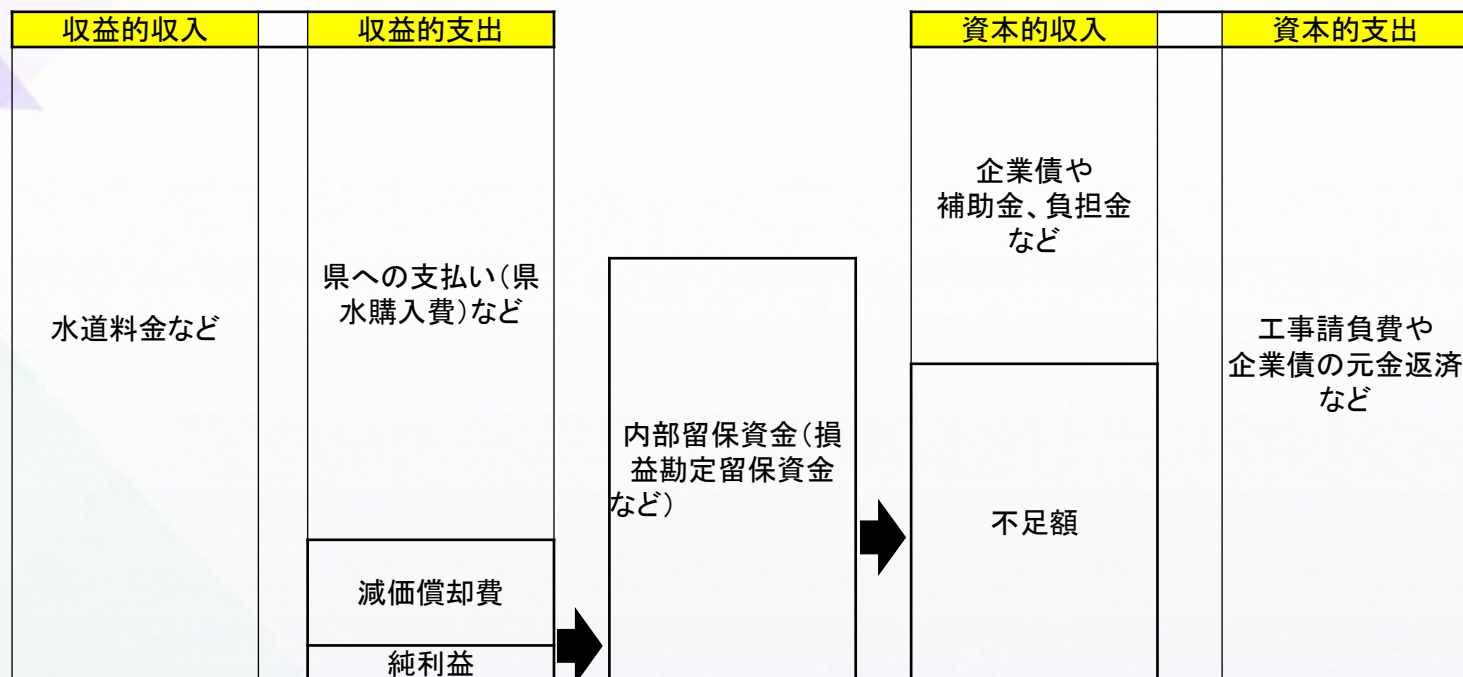 収益的収入
収益的支出
資本的収入
資本的支出
水道料金など
県への支払い（県
水購入費）など
減価償却費
純利益
内部留保資金（損
益勘定留保資金
など）
企業債や
補助金、負担金
など
不足額
工事請負費や
企業債の元金返済
など